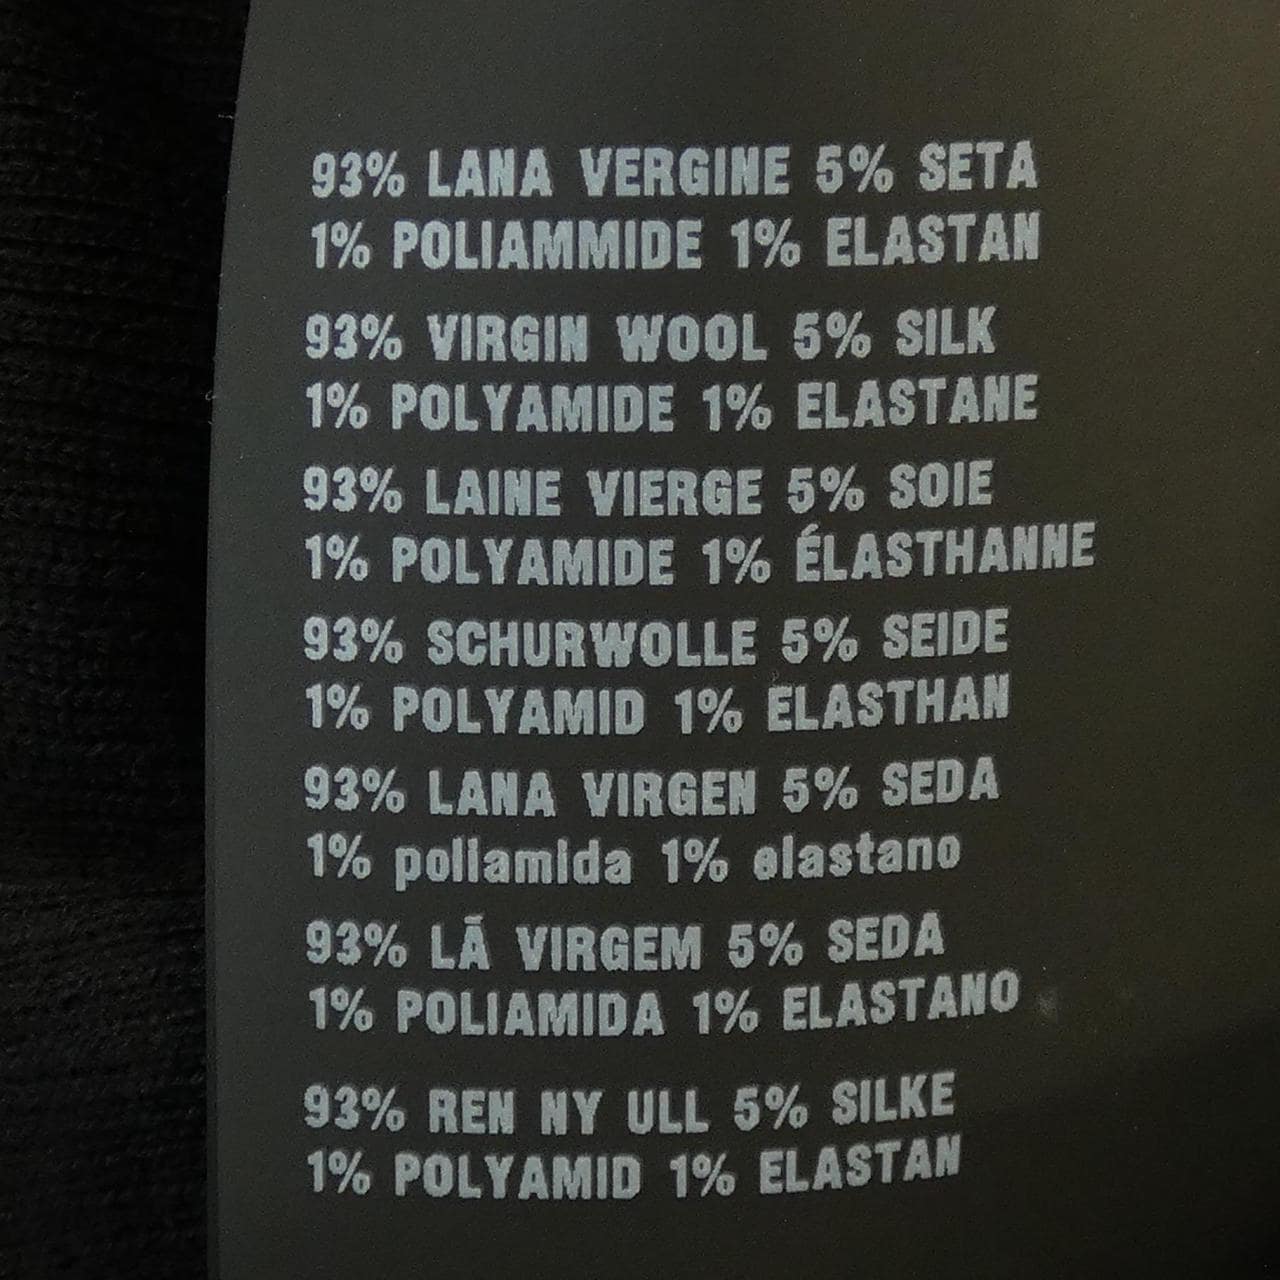 93% LANA VERGINE 5% SETA
1% POLIAMMIDE 1% ELASTAN
93% VIRGIN WOOL 5% SILK
1% POLYAMIDE 1% ELASTANE
93% LAINE VIERGE 5% SOIE
1% POLYAMIDE 1% ÉLASTHANNE
93% SCHURWOLLE 5% SEIDE
1% POLYAMID 1% ELASTHAN
93% LANA VIRGEN 5% SEDA
1% poliamida 1% elastano
93% LÃ VIRGEM 5% SEDA
1% POLIAMIDA 1% ELASTANO
93% REN NY ULL 5% SILKE
1% POLYAMID 1% ELASTAN